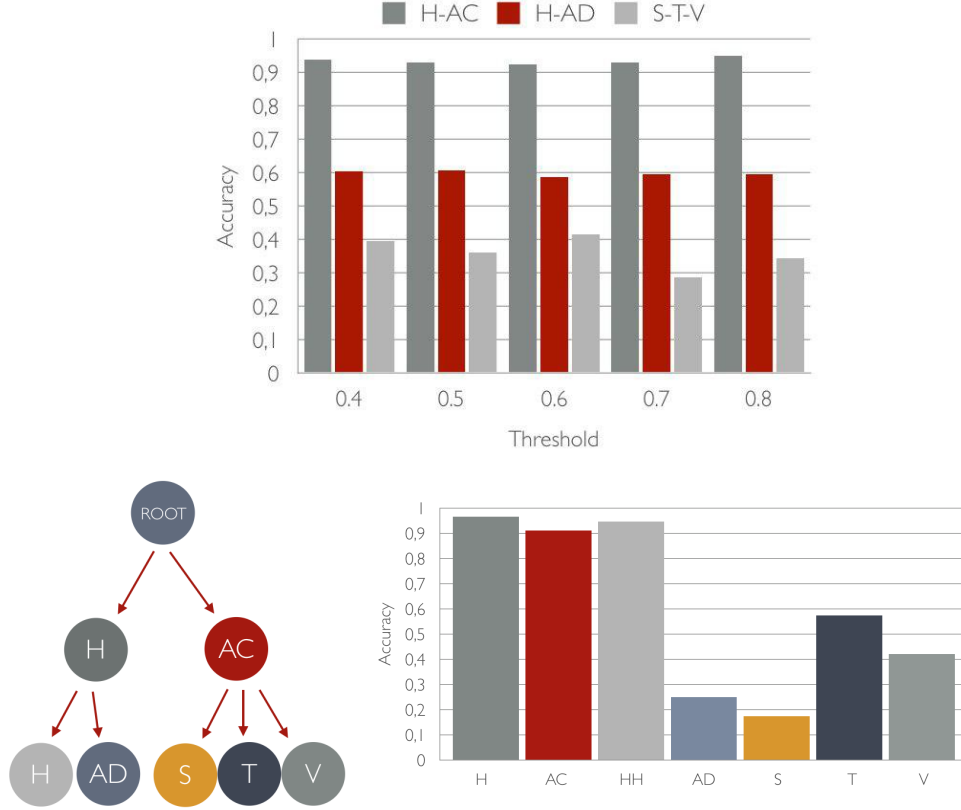 H-AC H-AD S-T-V
1
0,9
0,8
0,7
0,6
0,5
0,4
0,3
0,2
0,1
0
Accuracy
0.4 0.5 0.6 0.7 0.8
Threshold
ROOT
H AC
H AD S T V
1
0,9
0,8
0,7
0,6
0,5
0,4
0,3
0,2
0,1
0
Accuracy
H AC HH AD S T V